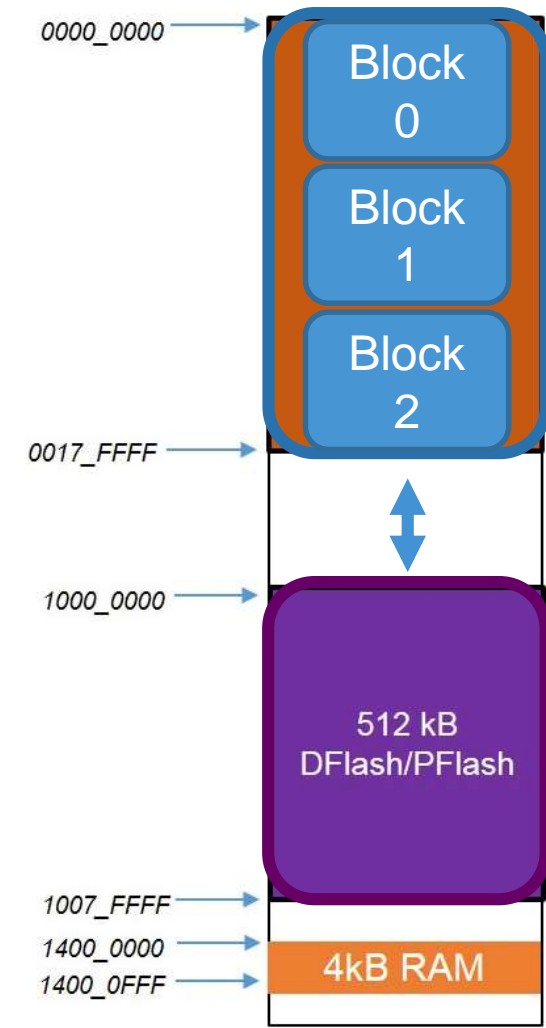 0000_0000
Block
0
Block
1
Block
2
0017_FFFF
1000_0000
512 kB
DFlash/PFlash
1007_FFFF
1400_0000
4kB RAM
1400_0FFF